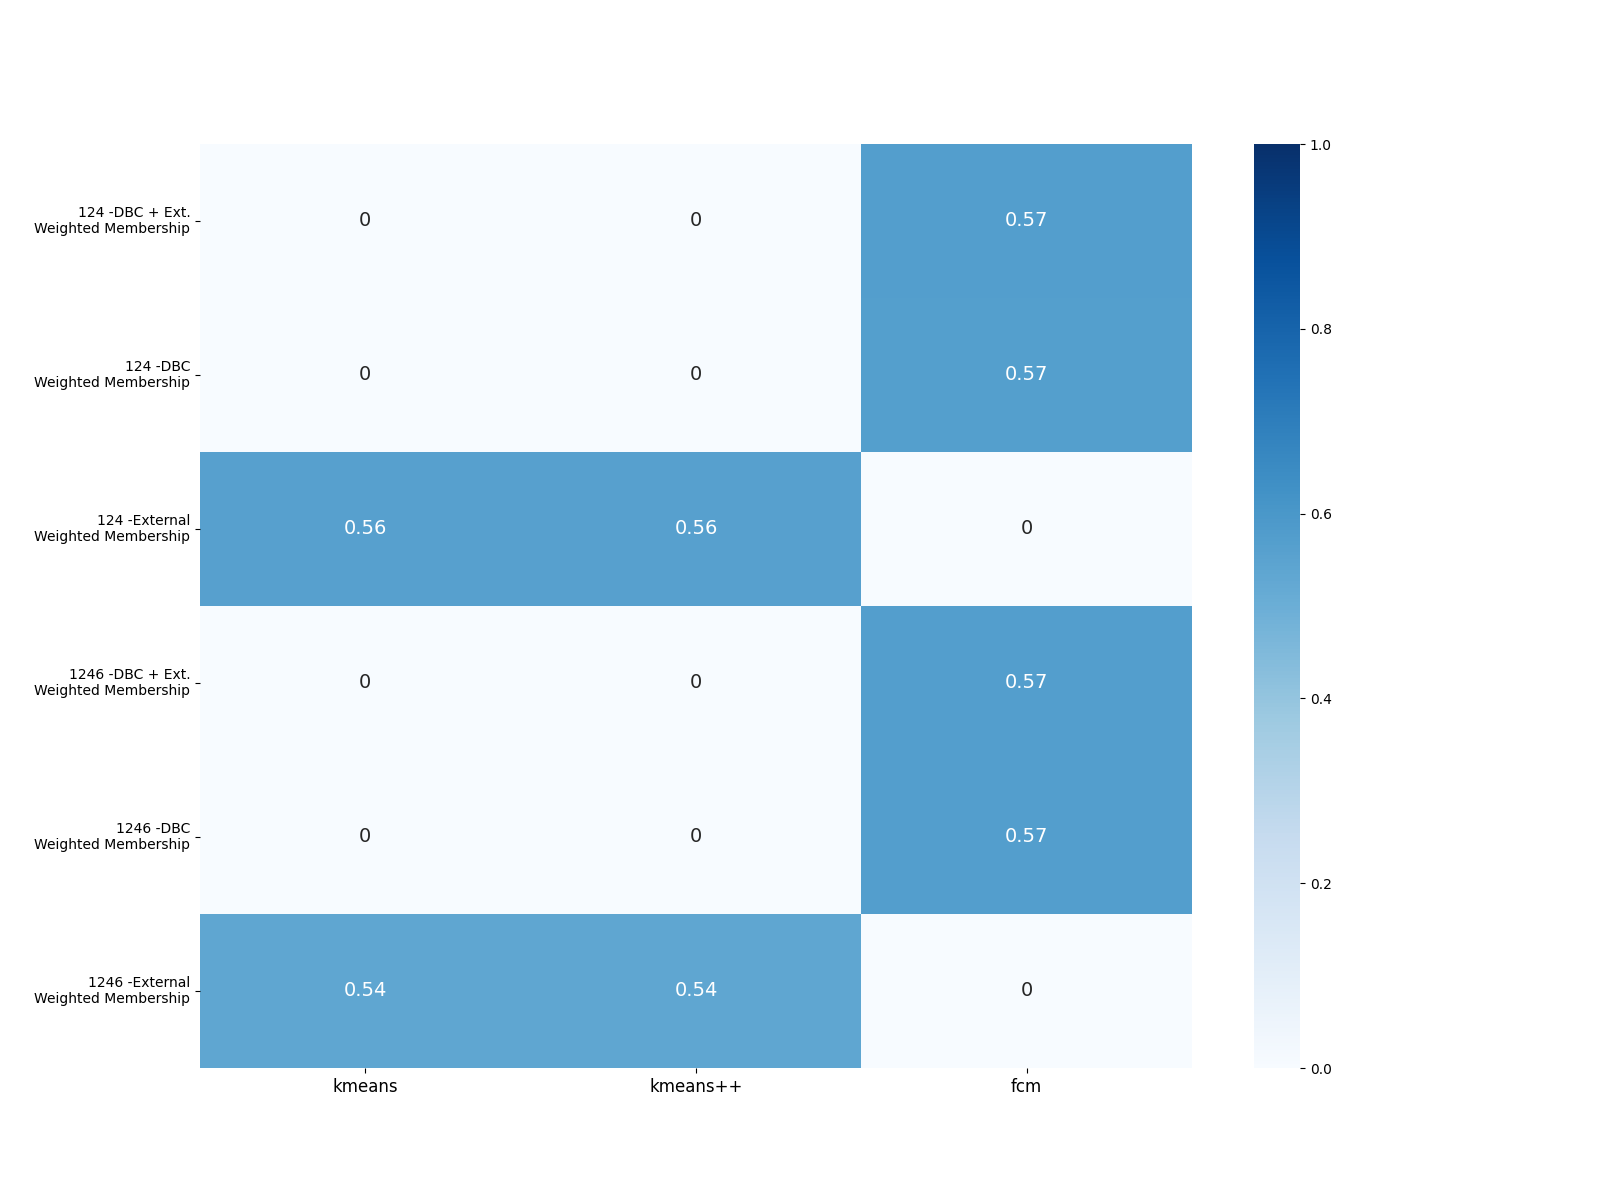 124 -DBC + Ext.
Weighted Membership
0
0
0.57
124 -DBC
Weighted Membership
0
0
0.57
124 -External
Weighted Membership
0.56
0.56
0
1246 -DBC + Ext.
Weighted Membership
0
0
0.57
1246 -DBC
Weighted Membership
0
0
0.57
1246 -External
Weighted Membership
0.54
0.54
0
kmeans
kmeans++
fcm
1.0
0.8
0.6
0.4
0.2
0.0